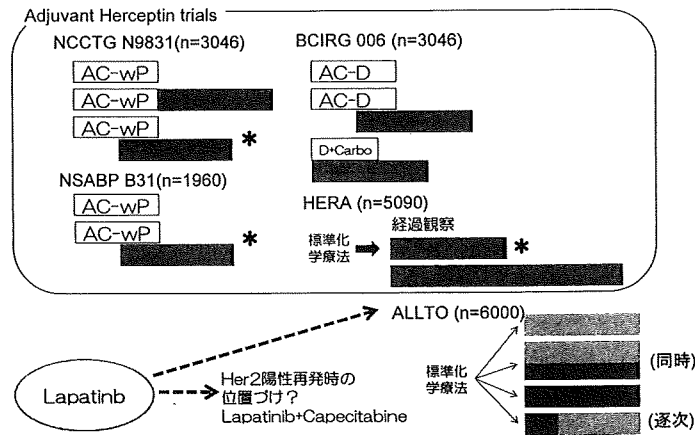 Adjuvant Herceptin trials
NCCTG N9831(n=3046)
AC-wP
AC-wP
AC-wP
*
NSABP B31(n=1960)
AC-wP
AC-wP
*
BCIRG 006 (n=3046)
AC-D
AC-D
D+Carbo
HERA (n=5090)
経過観察
標準化
学療法
*
ALLTO (n=6000)
標準化
学療法
(同時)
(逐次)
Lapatinb
Her2陽性再発時の
位置づけ？
Lapatinb+Capecitabine